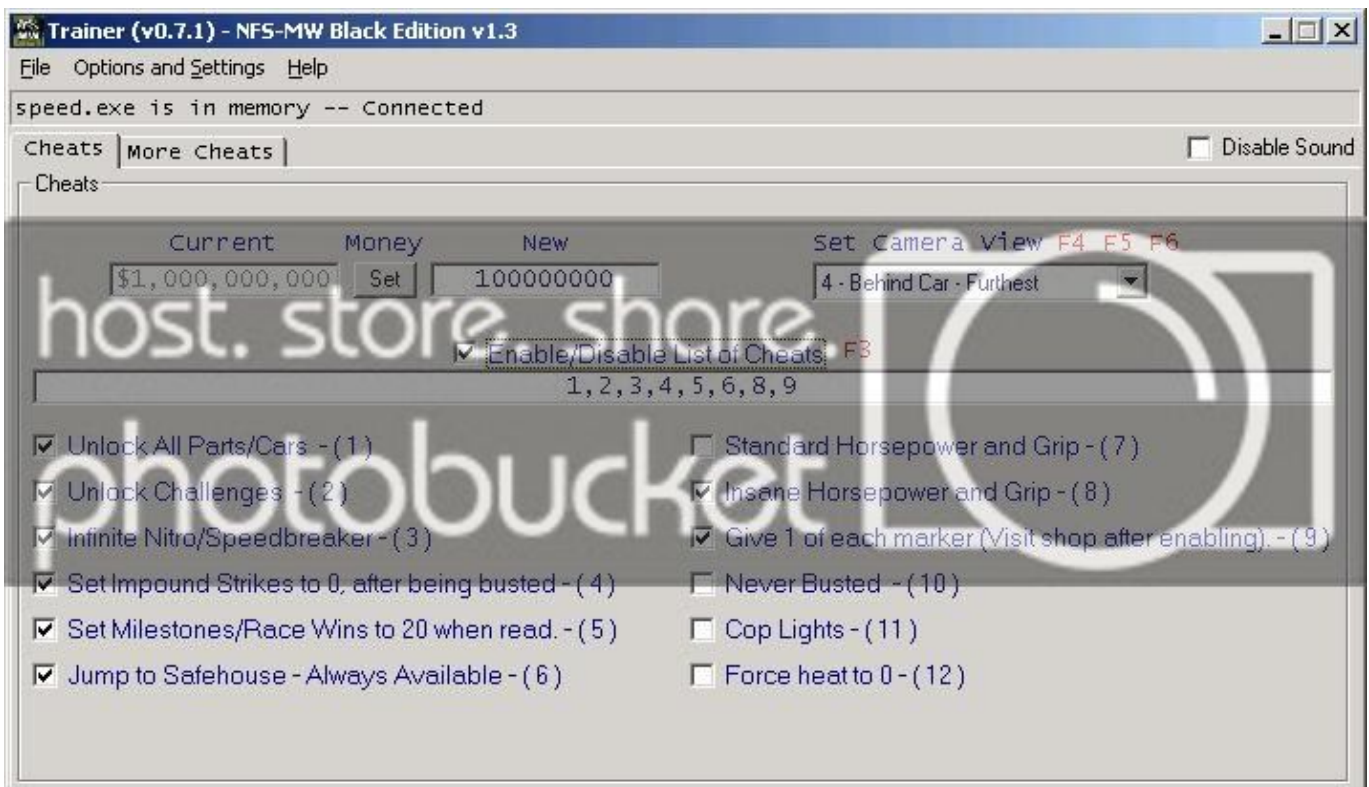 Trainer (v0.7.1) - NFS-MW Black Edition v1.3
File Options and Settings Help
speed.exe is in memory -- Connected
Cheats More Cheats Disable Sound
Cheats
Current Money New Set Camera View F4 F5 F6
$1,000,000,000 Set 100000000 4 - Behind Car - Furthest
host. store. share.
Enable/Disable List of Cheats F3
1,2,3,4,5,6,8,9
photobucket
Unlock All Parts/Cars - (1) Standard Horsepower and Grip - (7)
Unlock Challenges - (2) Insane Horsepower and Grip - (8)
Infinite Nitro/Speedbreaker - (3) Give 1 of each marker (Visit shop after enabling). - (9)
Set Impound Strikes to 0, after being busted - (4) Never Busted - (10)
Set Milestones/Race Wins to 20 when read. - (5) Cop Lights - (11)
Jump to Safehouse - Always Available - (6) Force heat to 0 - (12)